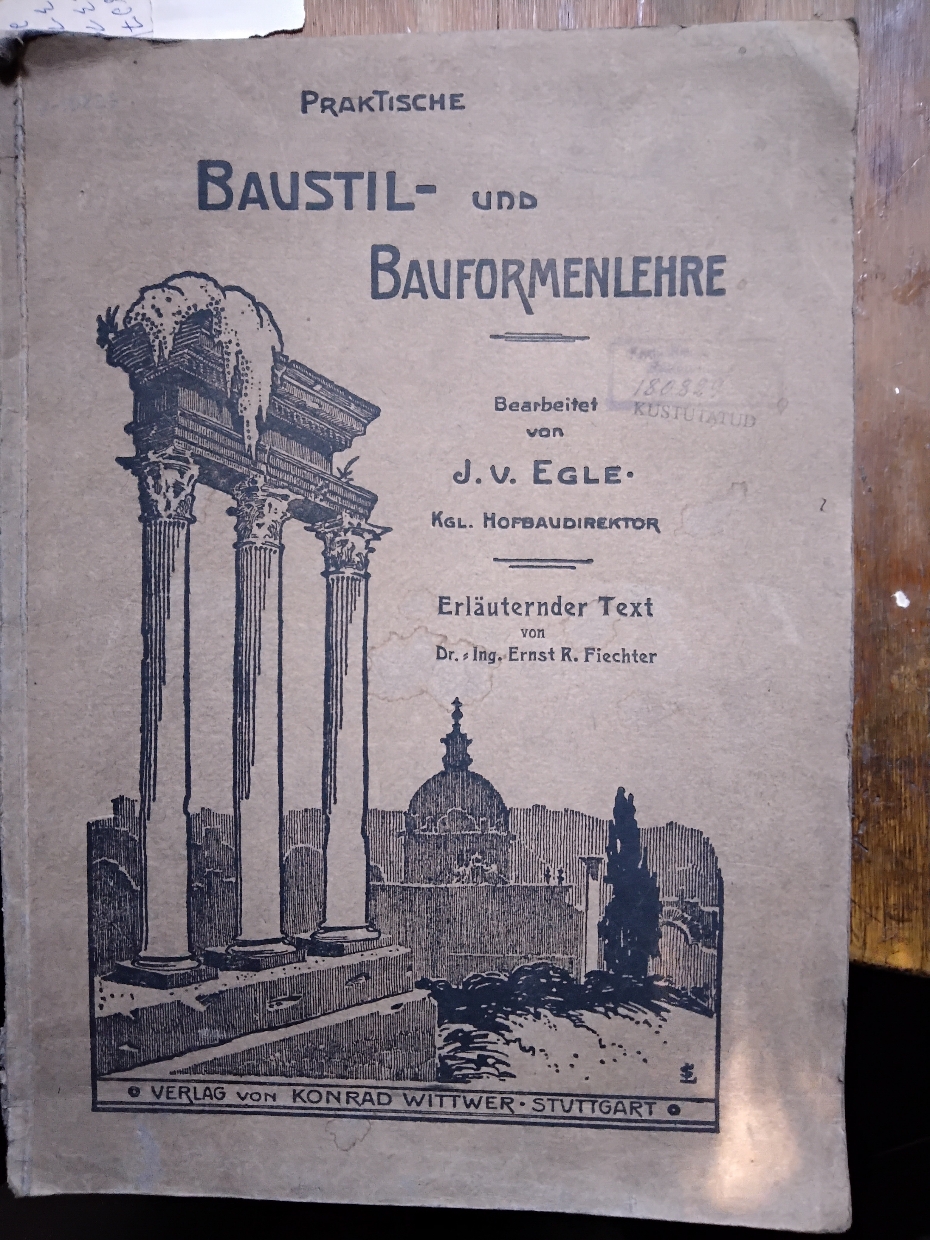 PRAKTISCHE
BAUSTIL- UND
BAUFORMENLEHRE
Bearbeitet
von
J. V. EGLE.
KGL. HOFBAUDIREKTOR
Erläuternder Text
von
Dr.-Ing. Ernst R. Fiechter
KUSTUTATUD
VERLAG VON KONRAD WITTWER · STUTTGART